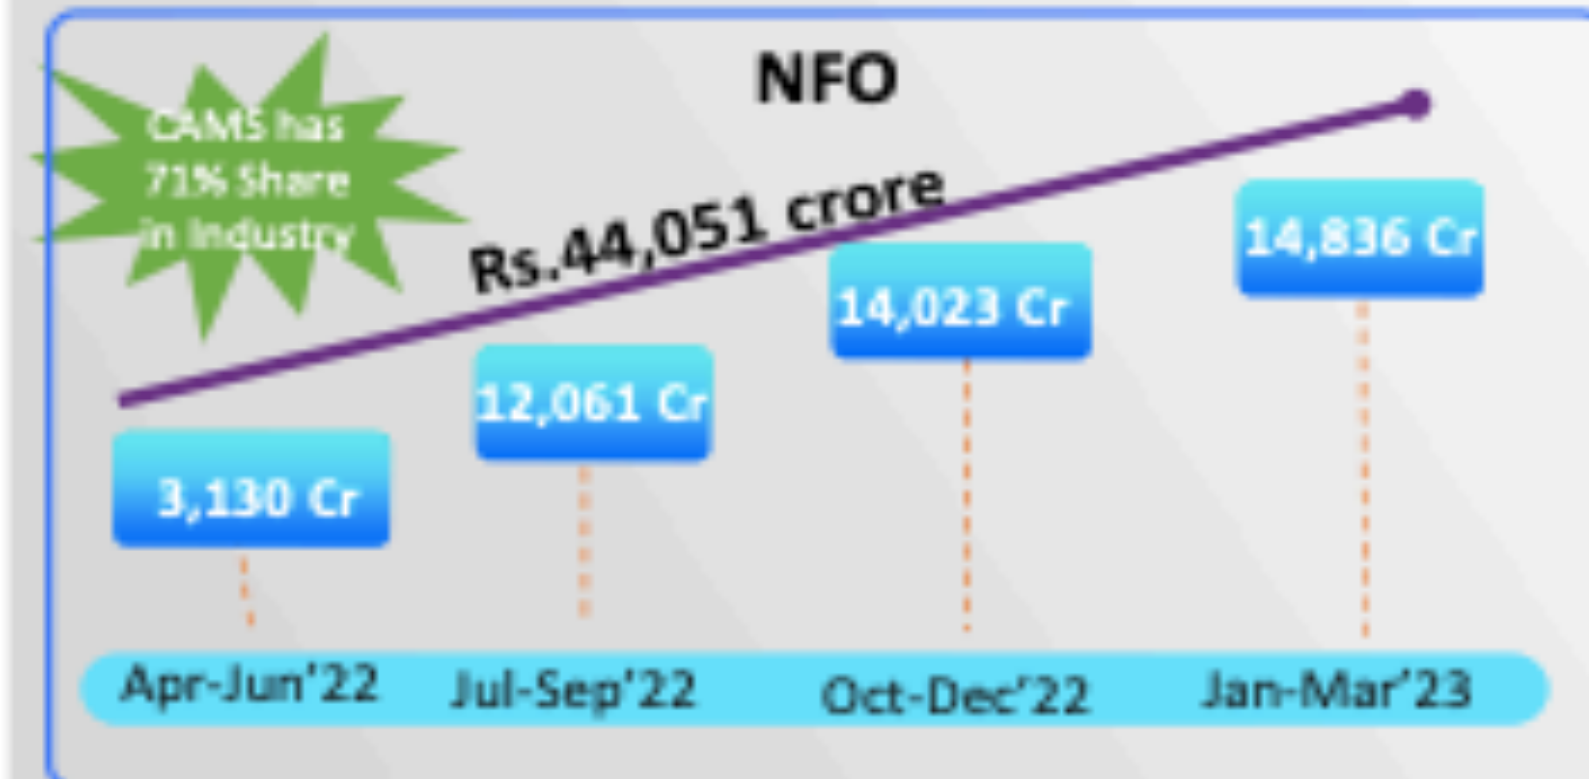 NFO
CAMS has
71% Share
in Industry
Rs.44,051 crore
14,836 Cr
14,023 Cr
12,061 Cr
3,130 Cr
Apr-Jun'22 Jul-Sep'22 Oct-Dec'22 Jan-Mar'23